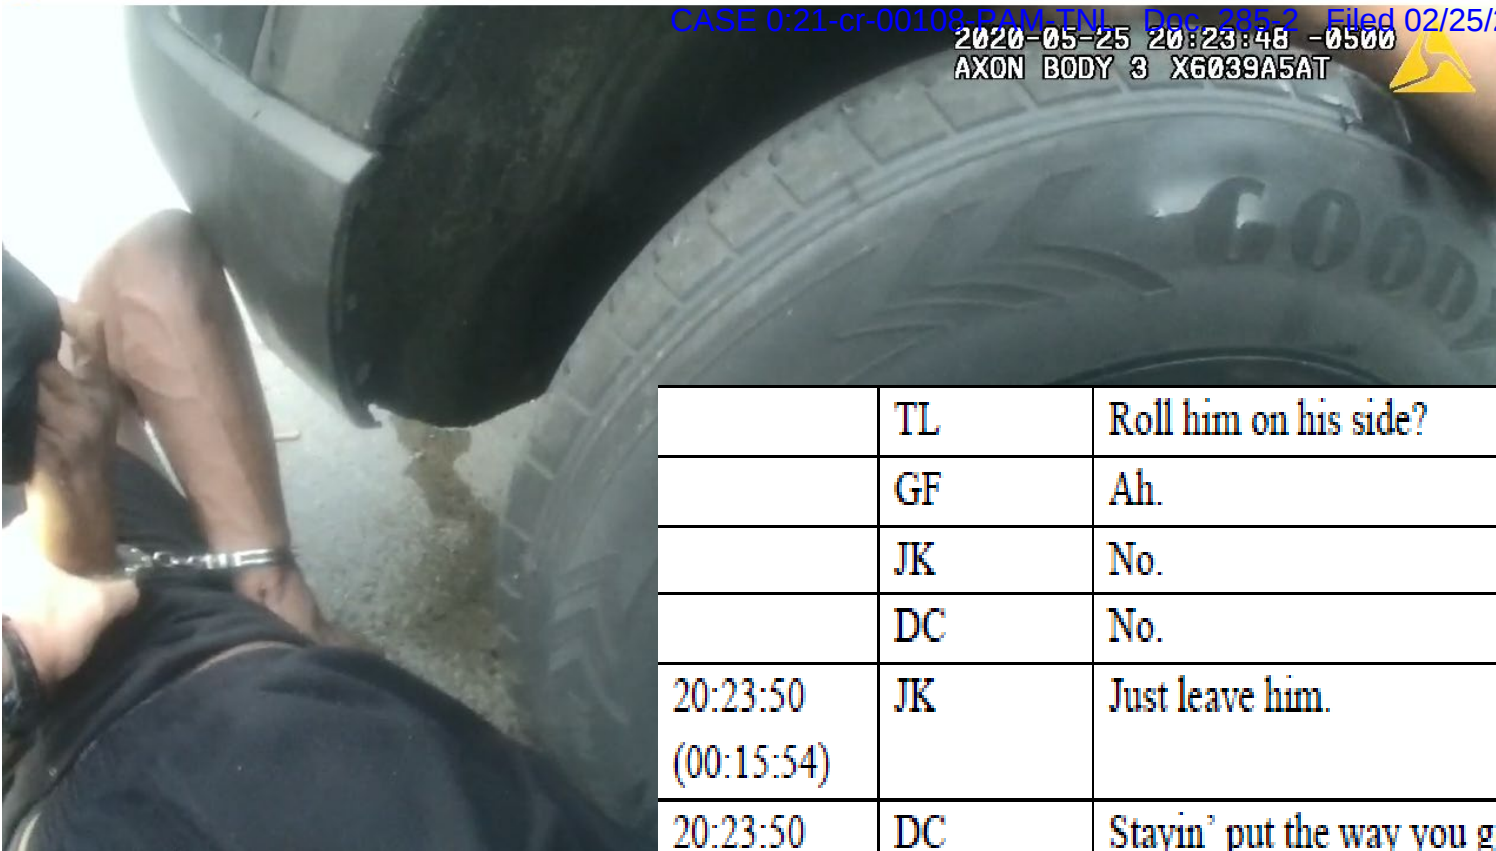 CASE 0:21-cr-00108-PAM-TNL Doc. 285-2 Filed 02/25/
2020-05-25 20:23:48 -0500
AXON BODY 3 X6039A5AT
GOOD
TL Roll him on his side?
GF Ah.
JK No.
DC No.
20:23:50 JK Just leave him.
(00:15:54)
20:23:50 DC Stayin’ put the way you g